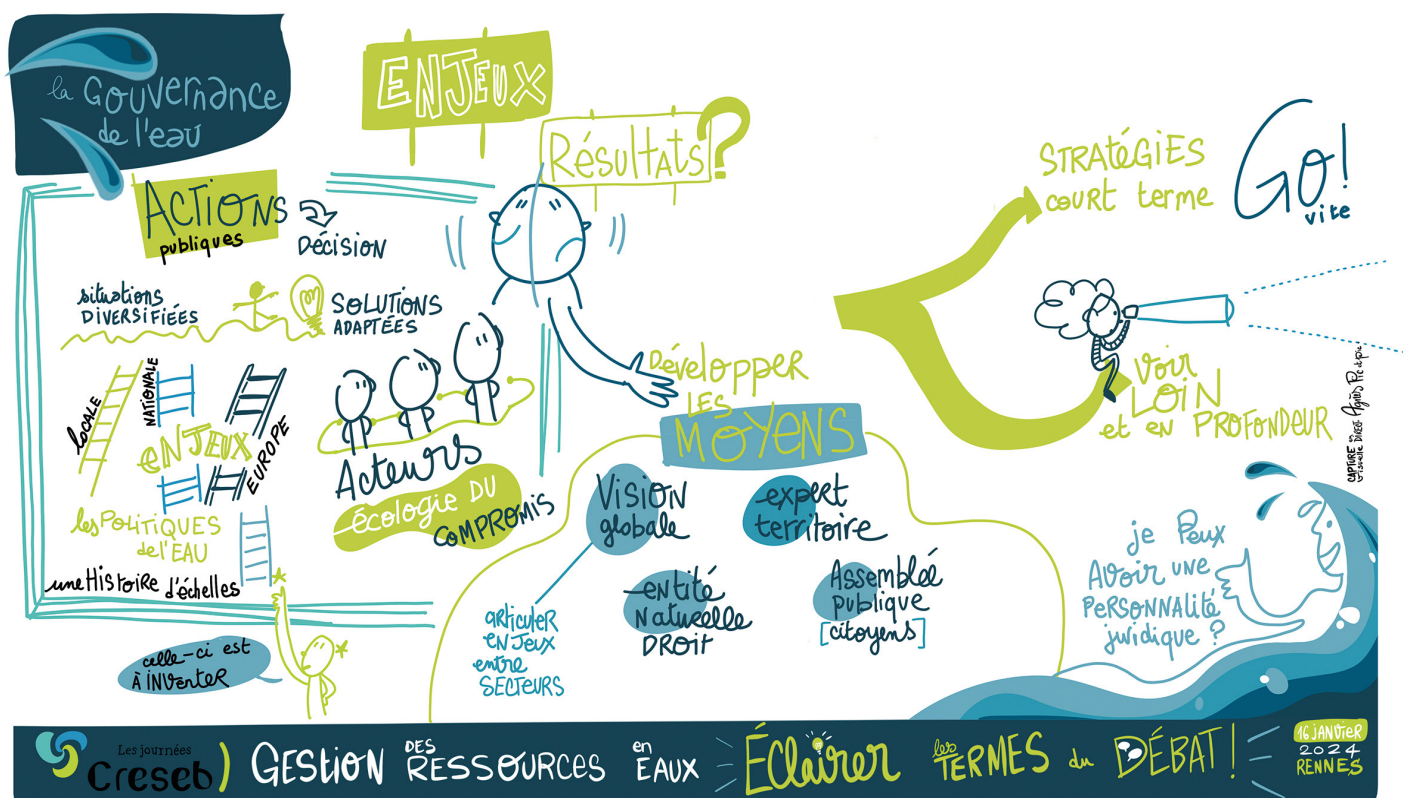 la Gouvernance
de l'eau
ENJEUX
Résultats ?
ACTIONS
publiques
Décision
situations
DIVERSIFIÉES
SOLUTIONS
ADAPTÉES
LOCALE
NATIONALE
ENJEUX
EUROPE
les POLITIQUES
de l'EAU
une HISTOIRE d'échelles
celle-ci est
À INVENTER
Acteurs
écologie DU
COMPROMIS
Développer
LES
MOYENS
VISION
globale
expert
territoire
entité
Naturelle
DROIT
Assemblée
publique
[citoyens]
articuler
ENJEUX
entre
SECTEURS
STRATÉGIES
court terme
GO!
vite
voir
LOIN
et en PROFONDEUR
je Peux
Avoir une
PERSONNALITÉ
juridique ?
Les journées
Creseb
GESTION DES RESSOURCES en EAUX
Éclairer les TERMES du DÉBAT !
16 JANVIER
2024
RENNES